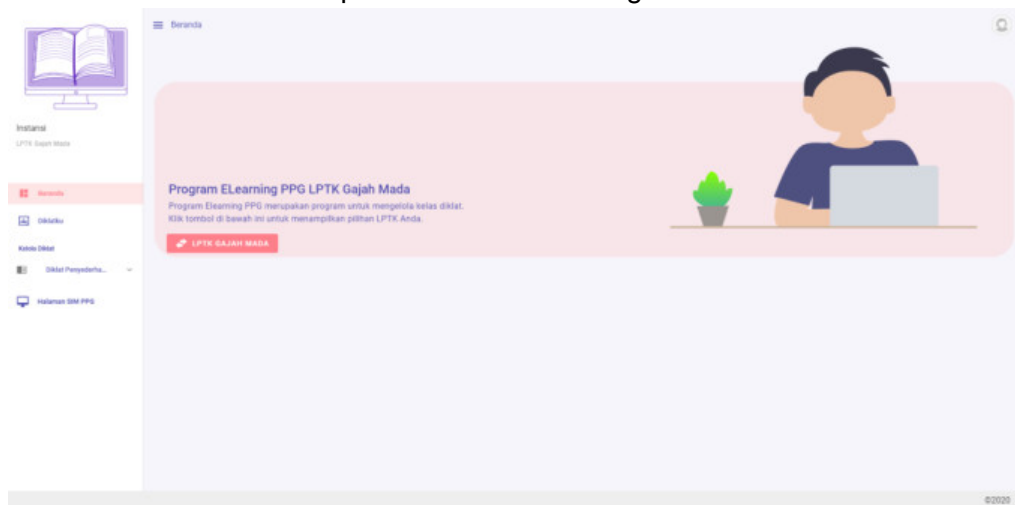 Beranda
Instansi
LPTK Gajah Mada
Beranda
Diklatku
Kelola Diklat
Diklat Penyederha...
Halaman SIM PPG
Program ELearning PPG LPTK Gajah Mada
Program Elearning PPG merupakan program untuk mengelola kelas diklat.
Klik tombol di bawah ini untuk menampilkan pilihan LPTK Anda.
LPTK GAJAH MADA
©2020